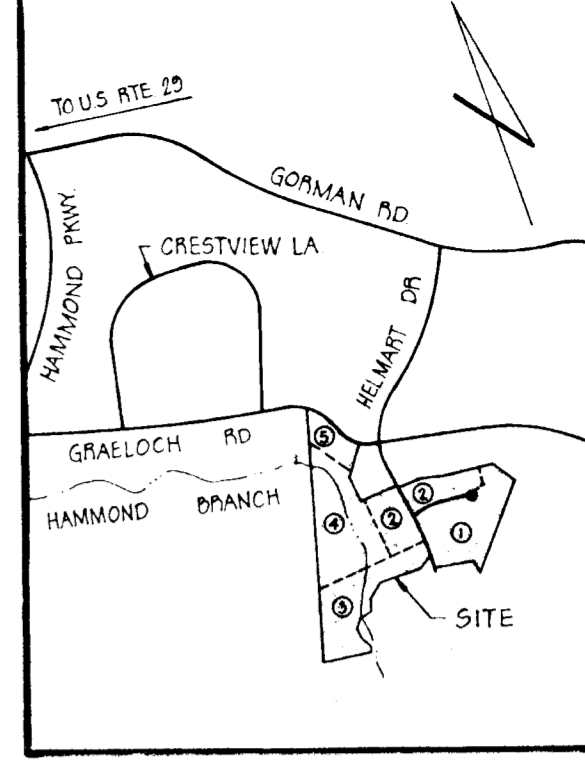 TO U.S RTE 29
GORMAN RD
HAMMOND PKWY.
CRESTVIEW LA.
HELMART DR
GRAELOCH RD
HAMMOND BRANCH
⑤
②
②
④
①
③
SITE